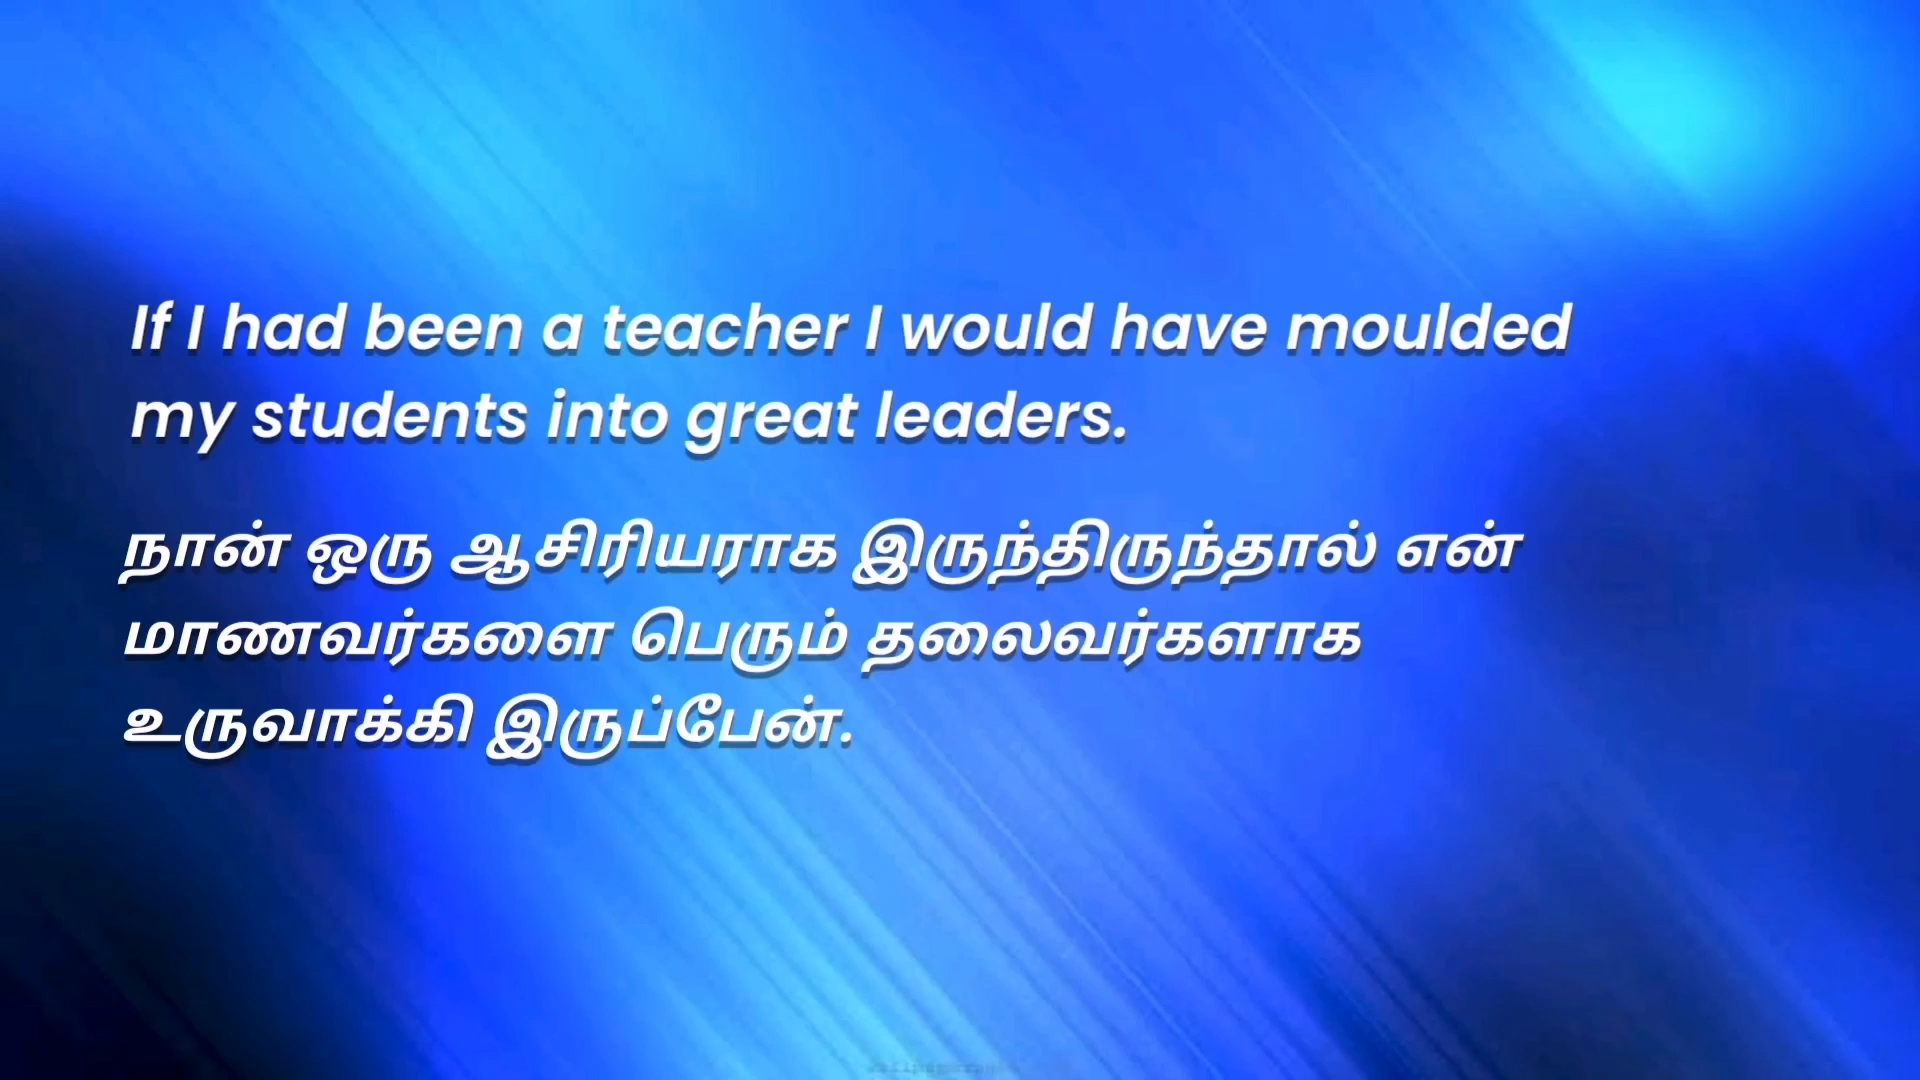 If I had been a teacher I would have moulded
my students into great leaders.
நான் ஒரு ஆசிரியராக இருந்திருந்தால் என்
மாணவர்களை பெரும் தலைவர்களாக
உருவாக்கி இருப்பேன்.